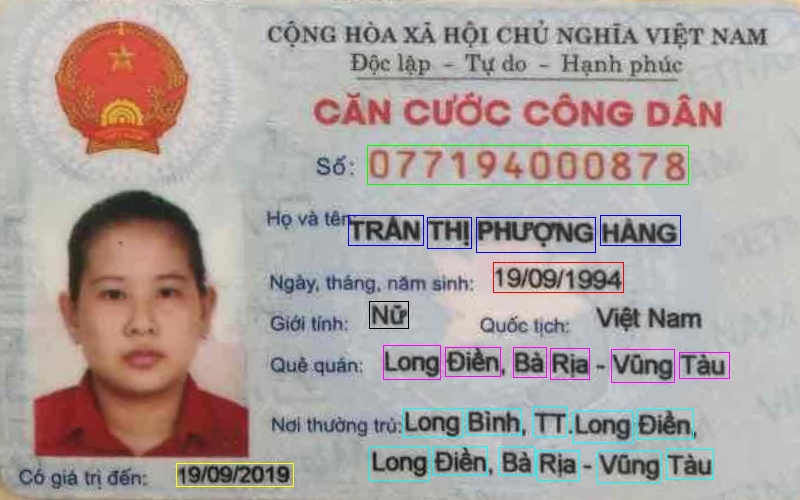 CỘNG HÒA XÃ HỘI CHỦ NGHĨA VIỆT NAM
Độc lập - Tự do - Hạnh phúc
CĂN CƯỚC CÔNG DÂN
Số: 077194000878
Họ và tên: TRẦN THỊ PHƯỢNG HẰNG
Ngày, tháng, năm sinh: 19/09/1994
Giới tính: Nữ Quốc tịch: Việt Nam
Quê quán: Long Điền, Bà Rịa - Vũng Tàu
Nơi thường trú: Long Bình, TT.Long Điền,
Long Điền, Bà Rịa - Vũng Tàu
Có giá trị đến: 19/09/2019